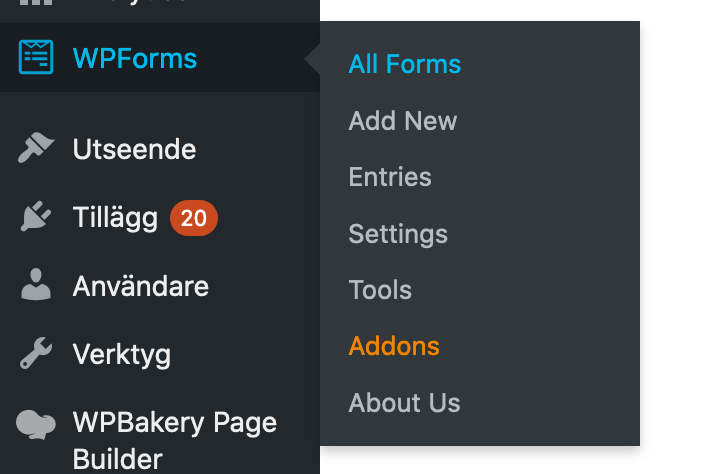 WPForms
Utseende
Tillägg 20
Användare
Verktyg
WPBakery Page
Builder
All Forms
Add New
Entries
Settings
Tools
Addons
About Us